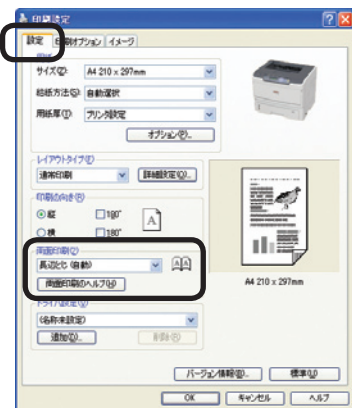 印刷設定
設定 印刷オプション イメージ
サイズ(Z): A4 210 x 297mm
給紙方法(S): 自動選択
用紙厚(T): プリンタ設定
オプション(P)...
レイアウトタイプ(E)
通常印刷 詳細設定(Q)...
印刷の向き(R)
縦 180°
横 180°
両面印刷(2)
長辺とじ (自動)
両面印刷のヘルプ(H)
A4 210 x 297mm
ドライバ設定(V)
(名称未設定)
追加(D)... 削除(R)
バージョン情報(B)... 標準(U)
OK キャンセル ヘルプ